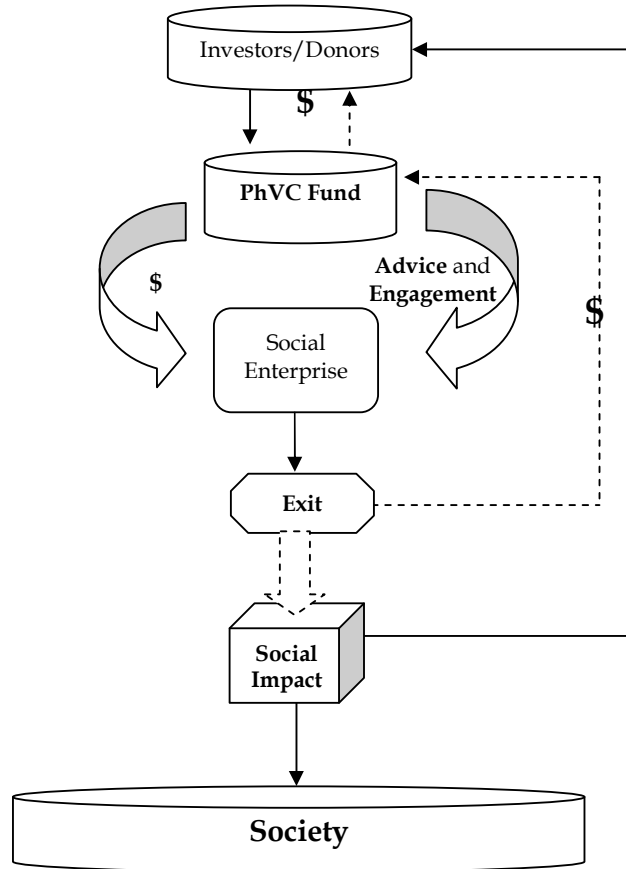 Investors/Donors
$
PhVC Fund
$
Advice and
Engagement
$
Social
Enterprise
Exit
Social
Impact
Society